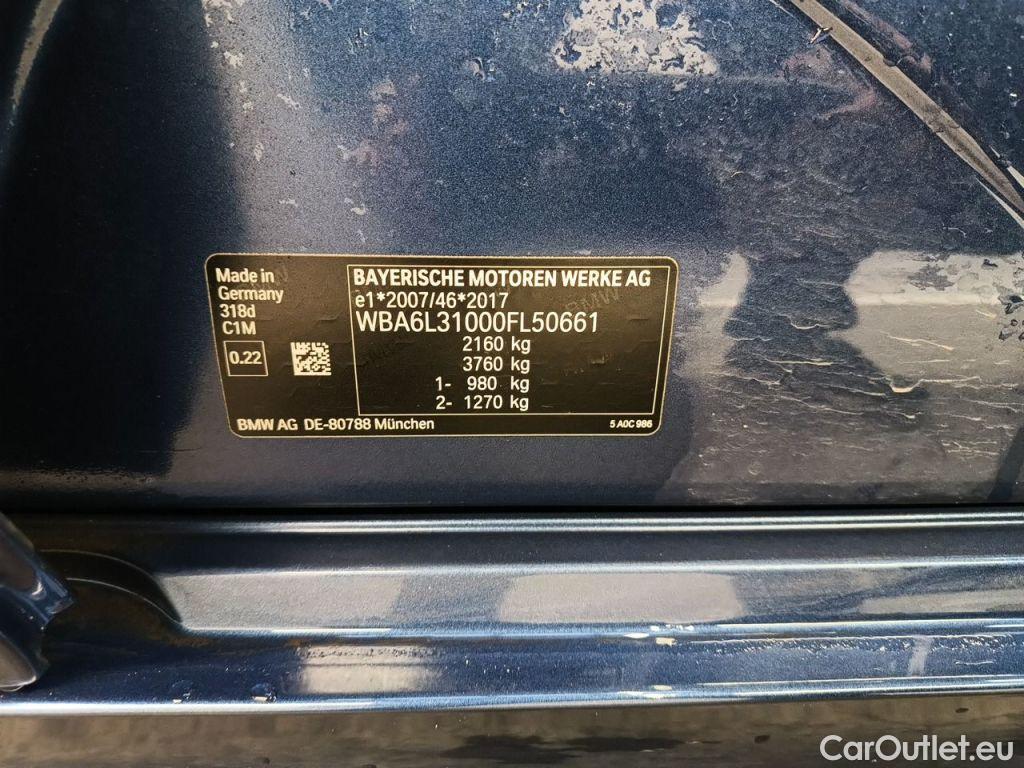 Made in
Germany
318d
C1M
0.22
BAYERISCHE MOTOREN WERKE AG
e1*2007/46*2017
WBA6L31000FL50661
2160 kg
3760 kg
1- 980 kg
2- 1270 kg
BMW AG DE-80788 München
5 A0C 986
CarOutlet.eu